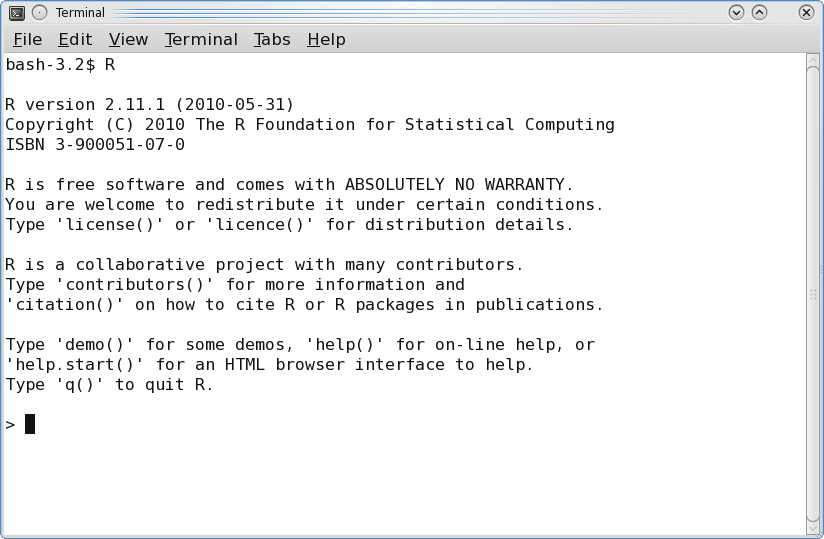 Terminal
File Edit View Terminal Tabs Help
bash-3.2$ R
R version 2.11.1 (2010-05-31)
Copyright (C) 2010 The R Foundation for Statistical Computing
ISBN 3-900051-07-0
R is free software and comes with ABSOLUTELY NO WARRANTY.
You are welcome to redistribute it under certain conditions.
Type 'license()' or 'licence()' for distribution details.
R is a collaborative project with many contributors.
Type 'contributors()' for more information and
'citation()' on how to cite R or R packages in publications.
Type 'demo()' for some demos, 'help()' for on-line help, or
'help.start()' for an HTML browser interface to help.
Type 'q()' to quit R.
>